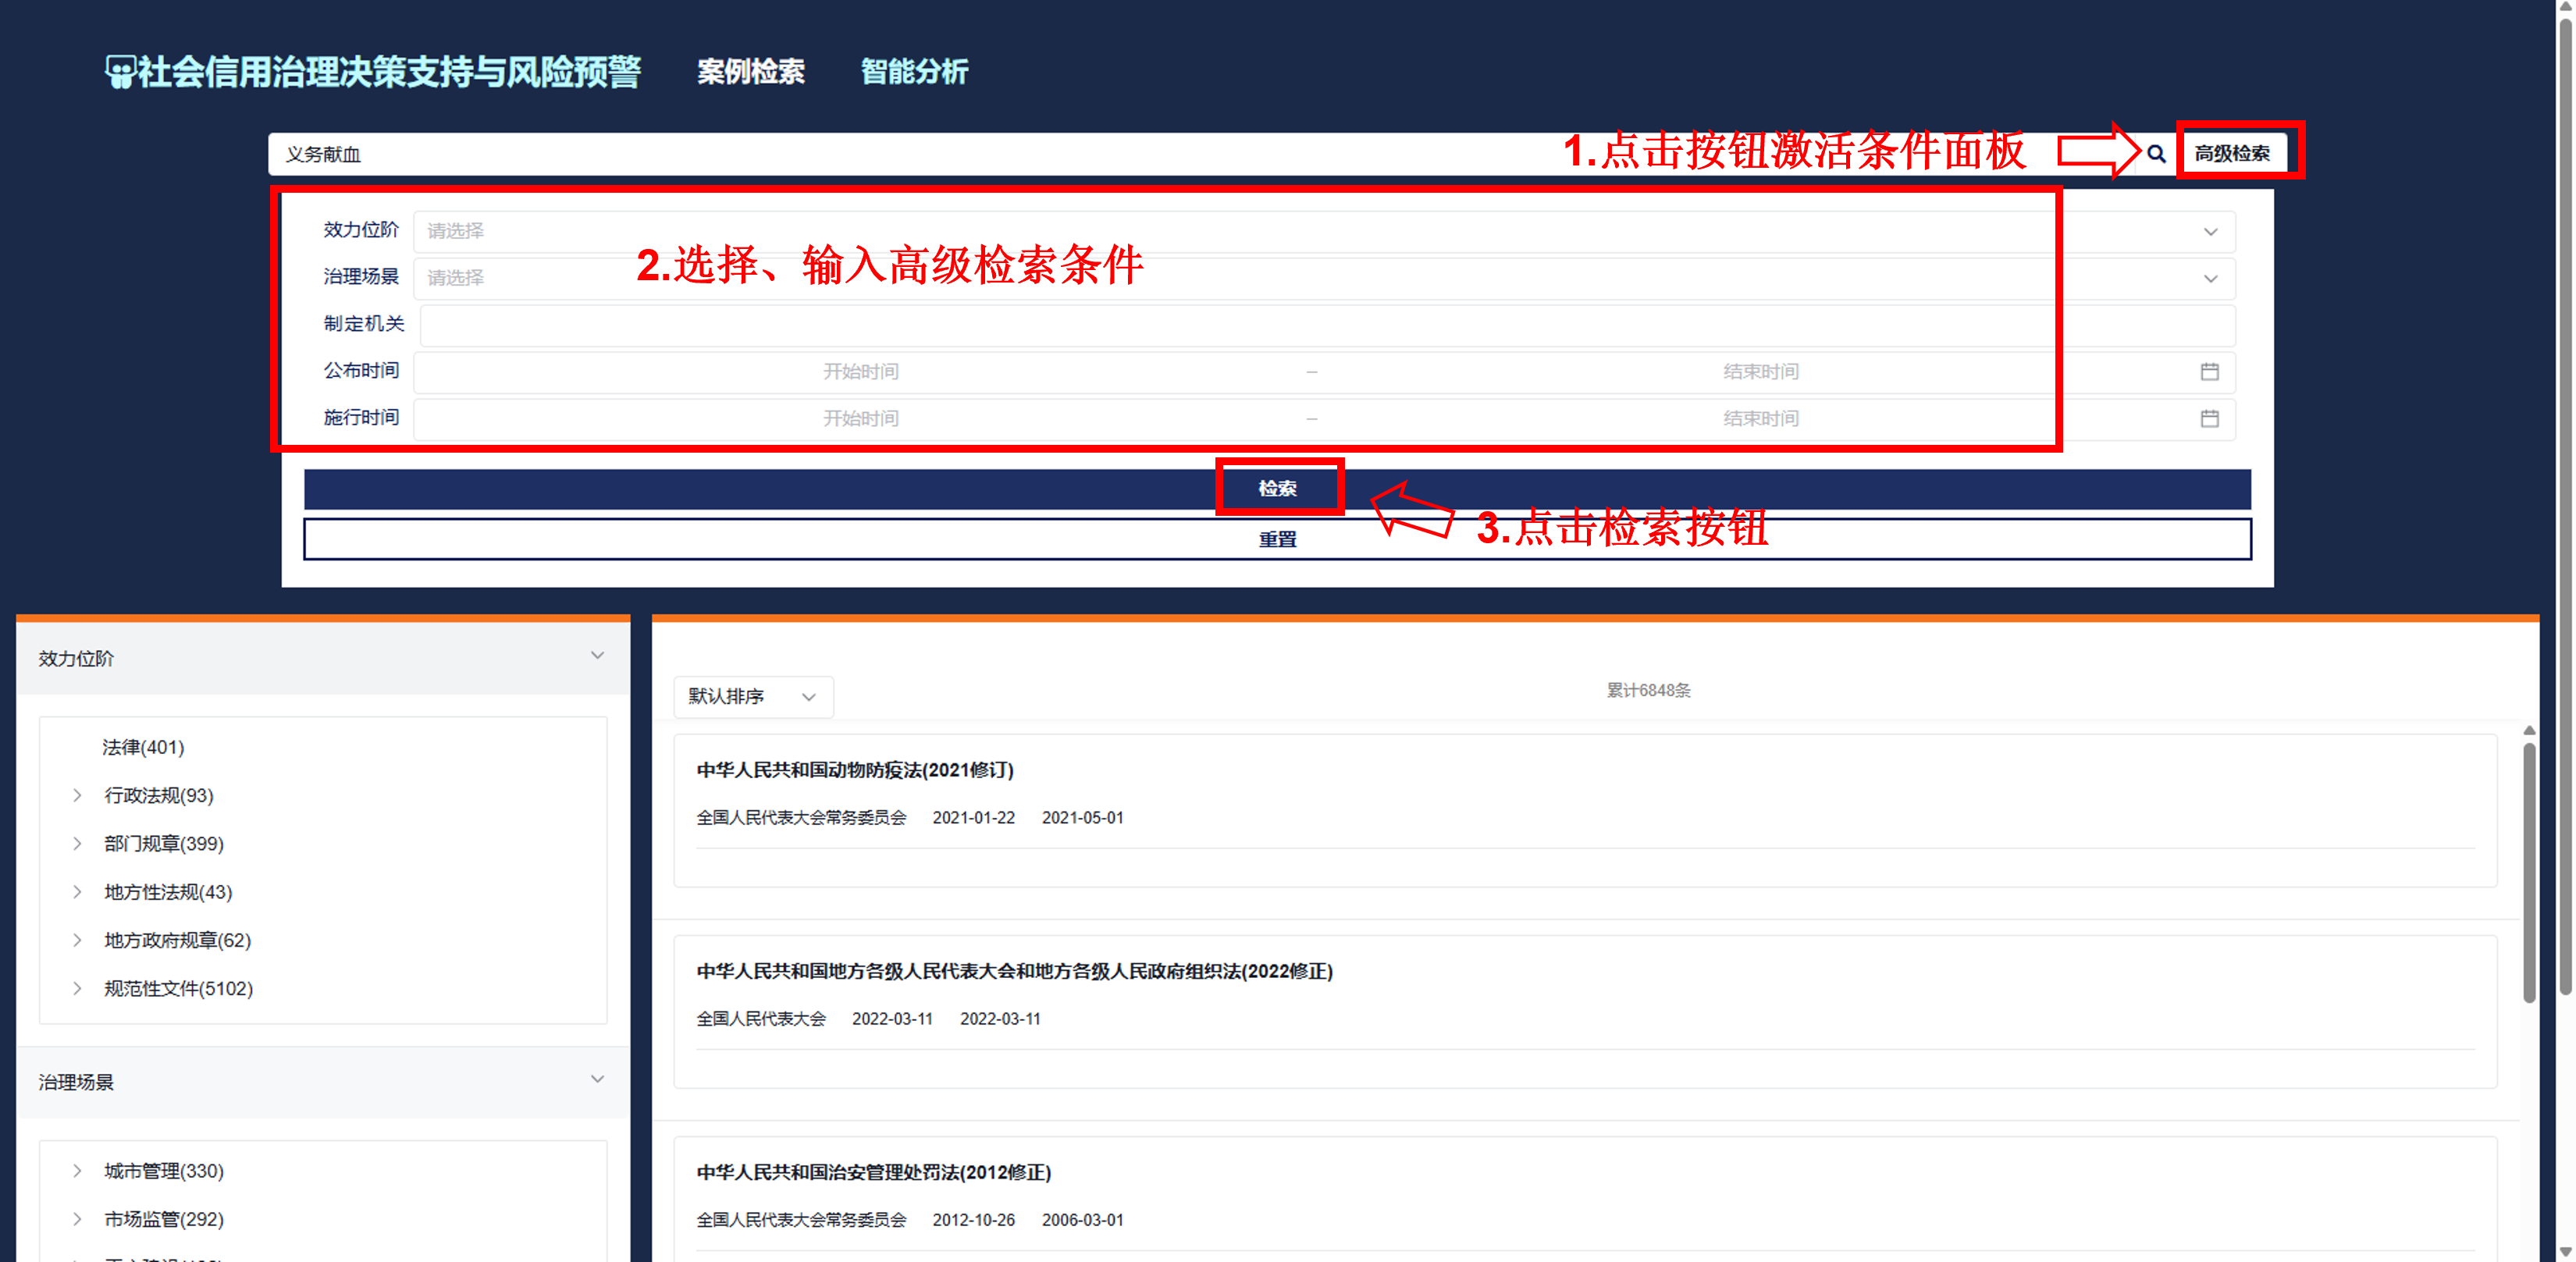 社会信用治理决策支持与风险预警 案例检索 智能分析
义务献血 1.点击按钮激活条件面板 高级检索
效力位阶 请选择
2.选择、输入高级检索条件
治理场景 请选择
制定机关
公布时间 开始时间 – 结束时间
施行时间 开始时间 – 结束时间
检索
3.点击检索按钮
重置
效力位阶
法律(401)
行政法规(93)
部门规章(399)
地方性法规(43)
地方政府规章(62)
规范性文件(5102)
治理场景
城市管理(330)
市场监管(292)
默认排序 累计6848条
中华人民共和国动物防疫法(2021修订)
全国人民代表大会常务委员会 2021-01-22 2021-05-01
中华人民共和国地方各级人民代表大会和地方各级人民政府组织法(2022修正)
全国人民代表大会 2022-03-11 2022-03-11
中华人民共和国治安管理处罚法(2012修正)
全国人民代表大会常务委员会 2012-10-26 2006-03-01